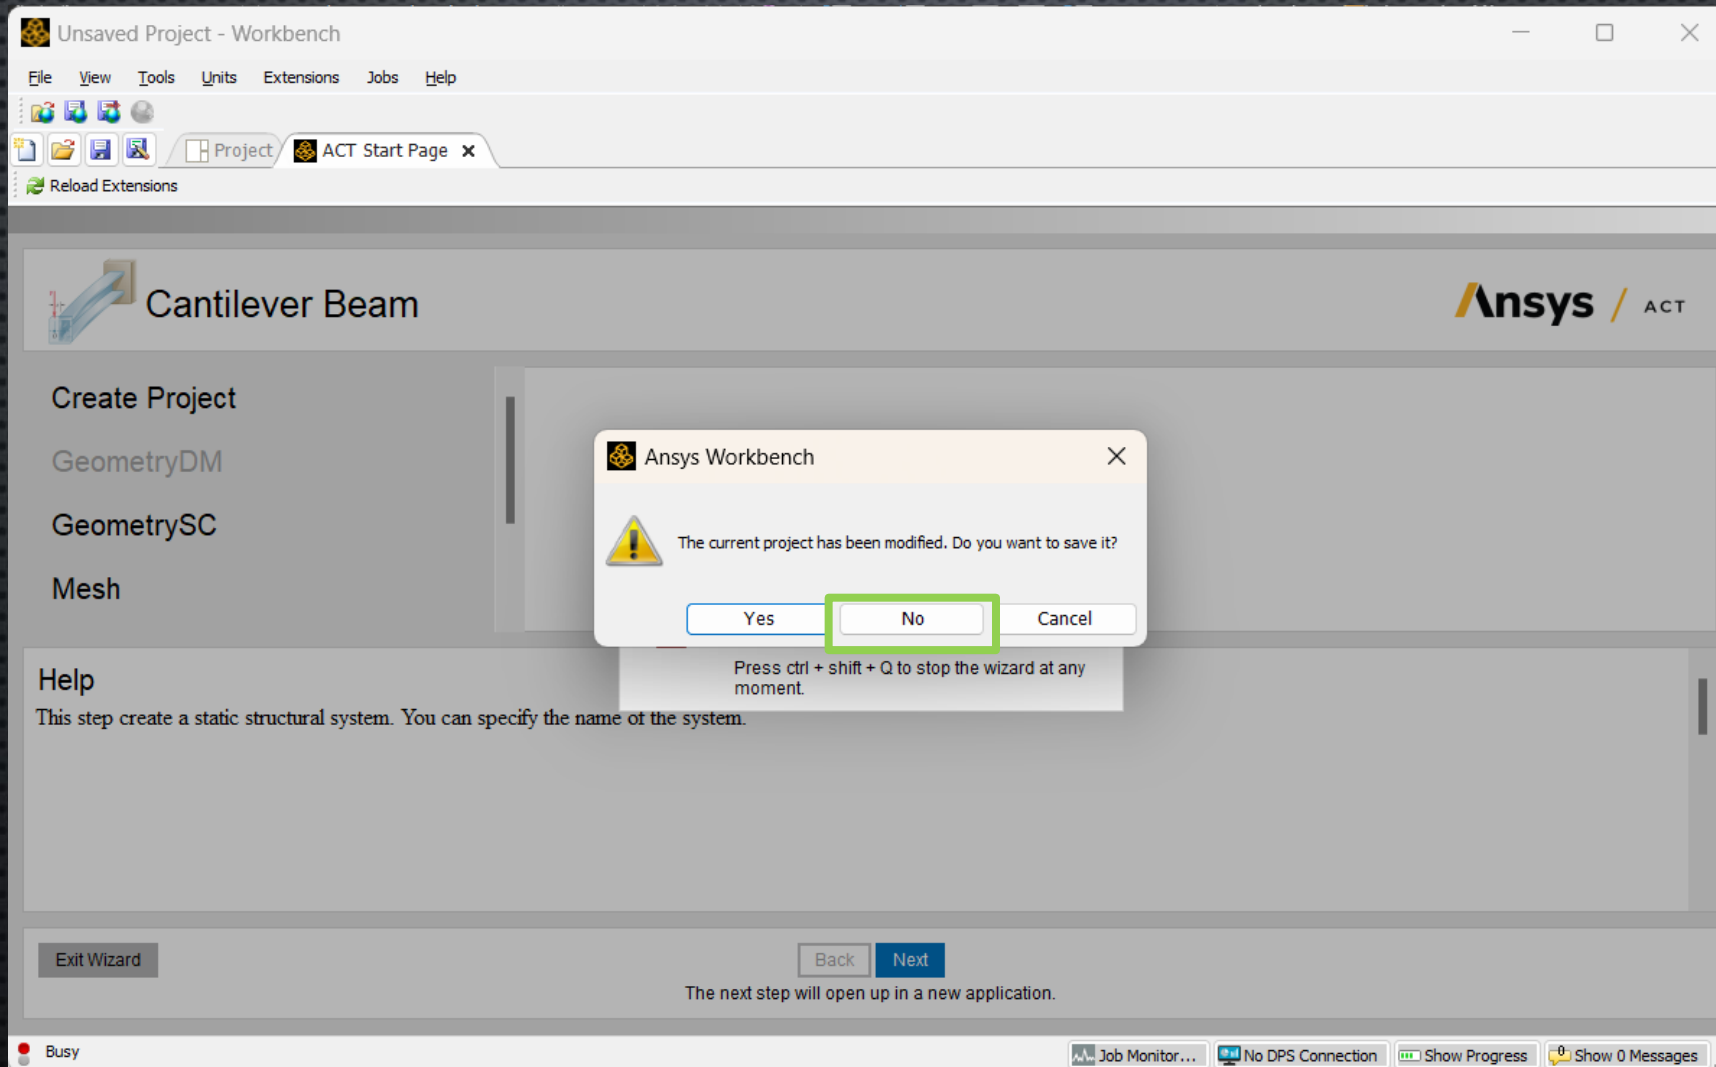 Unsaved Project - Workbench
File View Tools Units Extensions Jobs Help
Project ACT Start Page
Reload Extensions
Cantilever Beam
Ansys / ACT
Create Project
GeometryDM
GeometrySC
Mesh
Ansys Workbench
The current project has been modified. Do you want to save it?
Yes No Cancel
Press ctrl + shift + Q to stop the wizard at any
moment.
Help
This step create a static structural system. You can specify the name of the system.
Exit Wizard Back Next
The next step will open up in a new application.
Busy Job Monitor... No DPS Connection Show Progress 0 Show 0 Messages